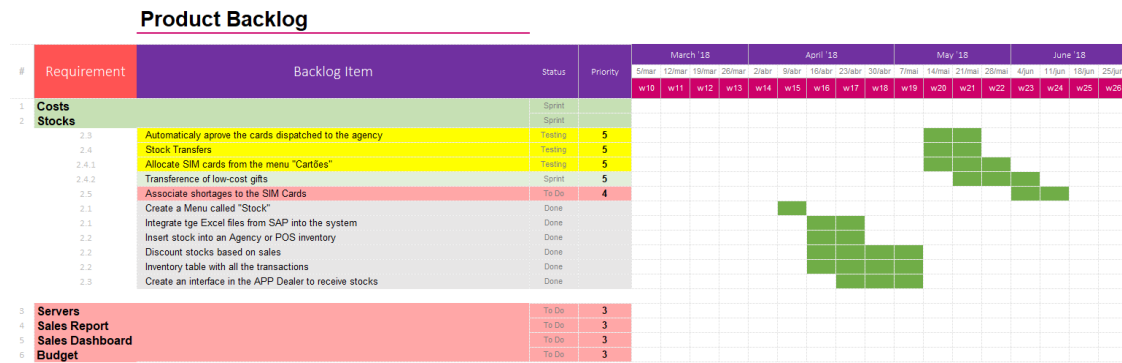 Product Backlog
# Requirement Backlog Item Status Priority March '18 April '18 May '18 June '18
5/mar 12/mar 19/mar 26/mar 2/abr 9/abr 16/abr 23/abr 30/abr 7/mai 14/mai 21/mai 28/mai 4/jun 11/jun 18/jun 25/jun
w10 w11 w12 w13 w14 w15 w16 w17 w18 w19 w20 w21 w22 w23 w24 w25 w26
1 Costs Sprint
2 Stocks Sprint
2.3 Automaticaly aprove the cards dispatched to the agency Testing 5
2.4 Stock Transfers Testing 5
2.4.1 Allocate SIM cards from the menu "Cartões" Testing 5
2.4.2 Transference of low-cost gifts Sprint 5
2.5 Associate shortages to the SIM Cards To Do 4
2.1 Create a Menu called "Stock" Done
2.1 Integrate tge Excel files from SAP into the system Done
2.2 Insert stock into an Agency or POS inventory Done
2.2 Discount stocks based on sales Done
2.2 Inventory table with all the transactions Done
2.3 Create an interface in the APP Dealer to receive stocks Done
3 Servers To Do 3
4 Sales Report To Do 3
5 Sales Dashboard To Do 3
6 Budget To Do 3